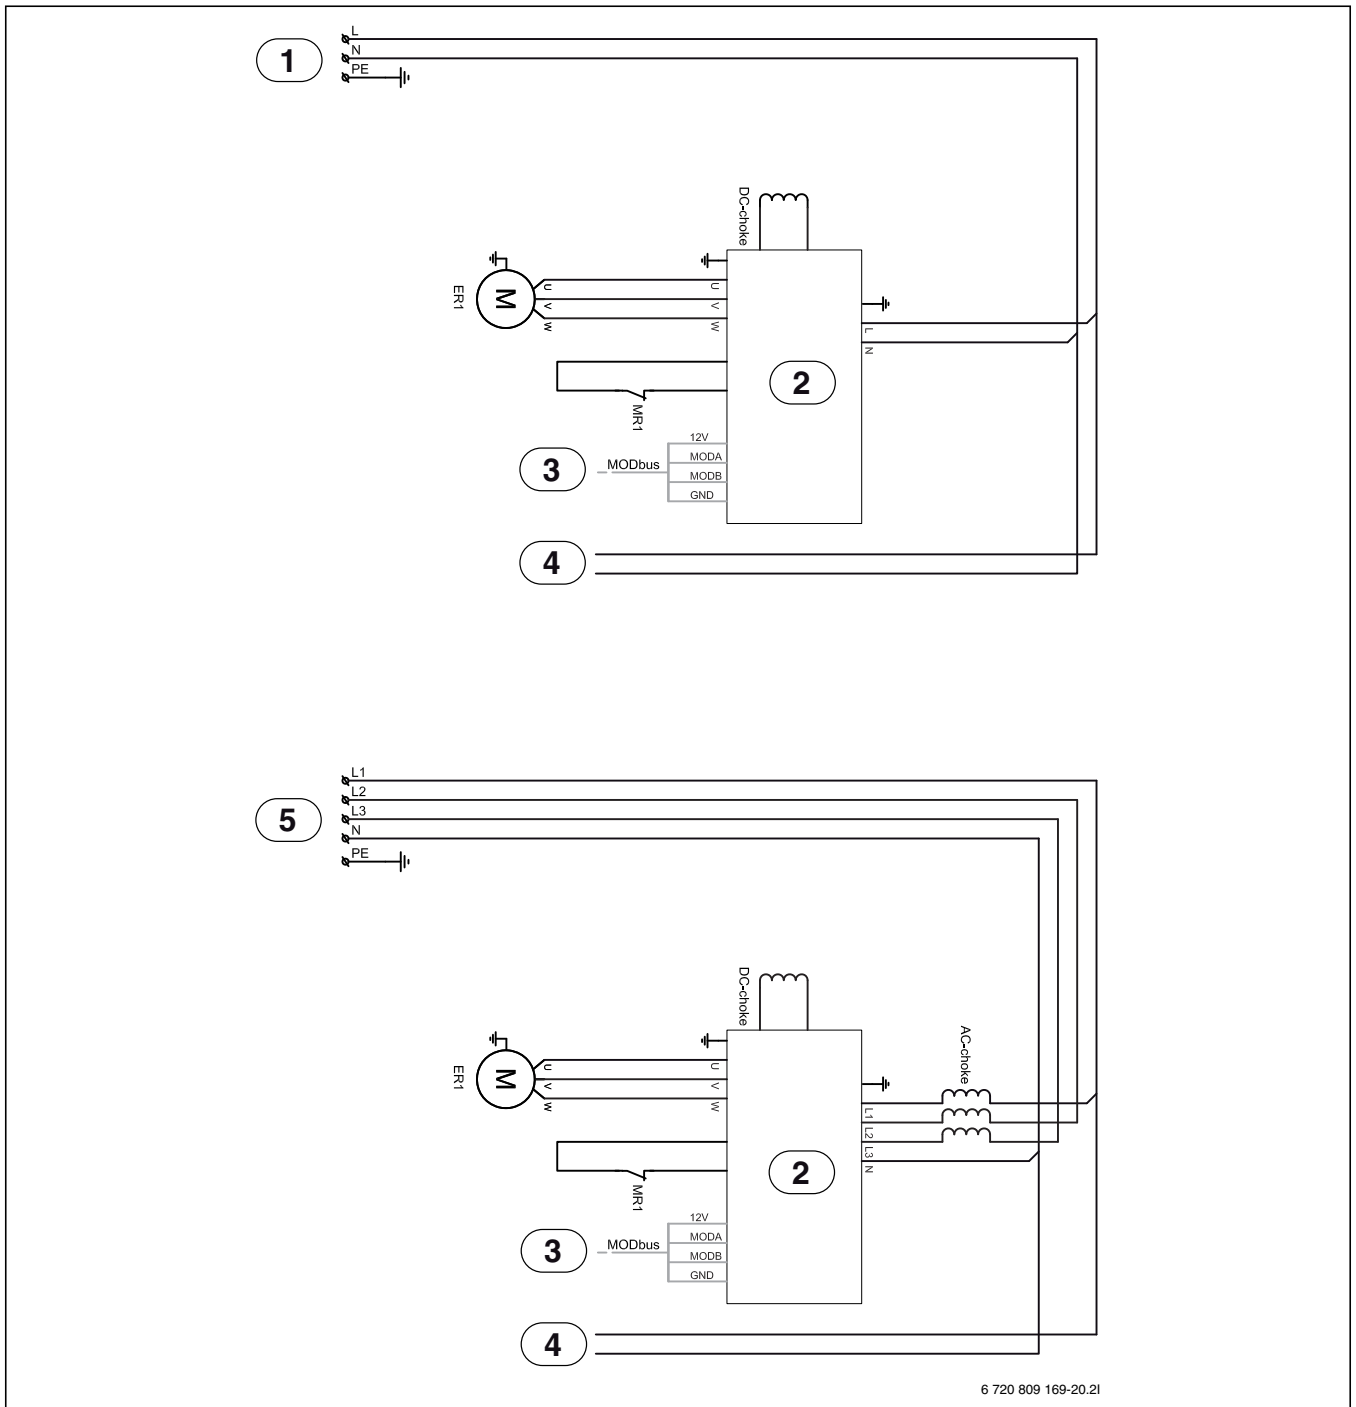 L
1
N
PE
DC-choke
ER1
M
U
V
W
U
V
W
L
N
2
MR1
12V
3
MODbus
MODA
MODB
GND
4
L1
L2
5
L3
N
PE
DC-choke
AC-choke
ER1
M
U
V
W
U
V
W
L1
L2
L3
N
2
MR1
12V
3
MODbus
MODA
MODB
GND
4
6 720 809 169-20.2I